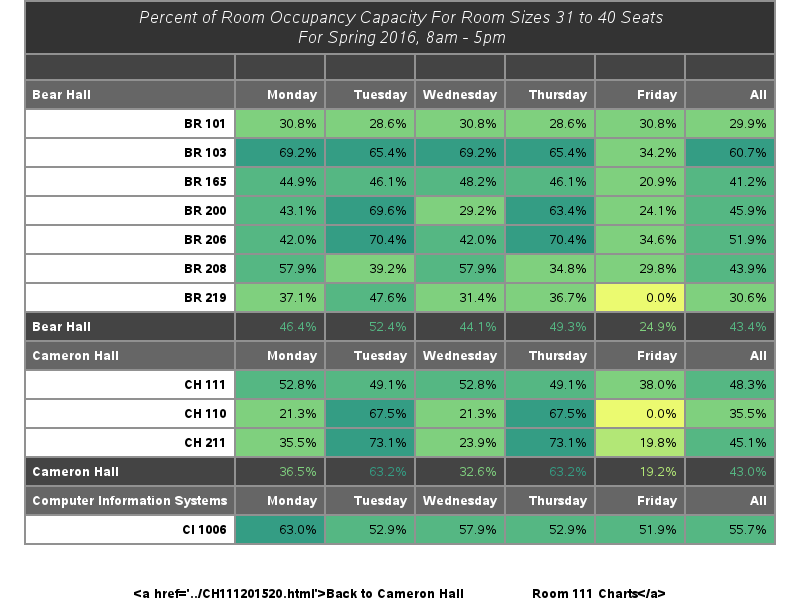 Percent of Room Occupancy Capacity For Room Sizes 31 to 40 Seats
For Spring 2016, 8am - 5pm
Bear Hall Monday Tuesday Wednesday Thursday Friday All
BR 101 30.8% 28.6% 30.8% 28.6% 30.8% 29.9%
BR 103 69.2% 65.4% 69.2% 65.4% 34.2% 60.7%
BR 165 44.9% 46.1% 48.2% 46.1% 20.9% 41.2%
BR 200 43.1% 69.6% 29.2% 63.4% 24.1% 45.9%
BR 206 42.0% 70.4% 42.0% 70.4% 34.6% 51.9%
BR 208 57.9% 39.2% 57.9% 34.8% 29.8% 43.9%
BR 219 37.1% 47.6% 31.4% 36.7% 0.0% 30.6%
Bear Hall 46.4% 52.4% 44.1% 49.3% 24.9% 43.4%
Cameron Hall Monday Tuesday Wednesday Thursday Friday All
CH 111 52.8% 49.1% 52.8% 49.1% 38.0% 48.3%
CH 110 21.3% 67.5% 21.3% 67.5% 0.0% 35.5%
CH 211 35.5% 73.1% 23.9% 73.1% 19.8% 45.1%
Cameron Hall 36.5% 63.2% 32.6% 63.2% 19.2% 43.0%
Computer Information Systems Monday Tuesday Wednesday Thursday Friday All
CI 1006 63.0% 52.9% 57.9% 52.9% 51.9% 55.7%
<a href='../CH111201520.html'>Back to Cameron Hall Room 111 Charts</a>